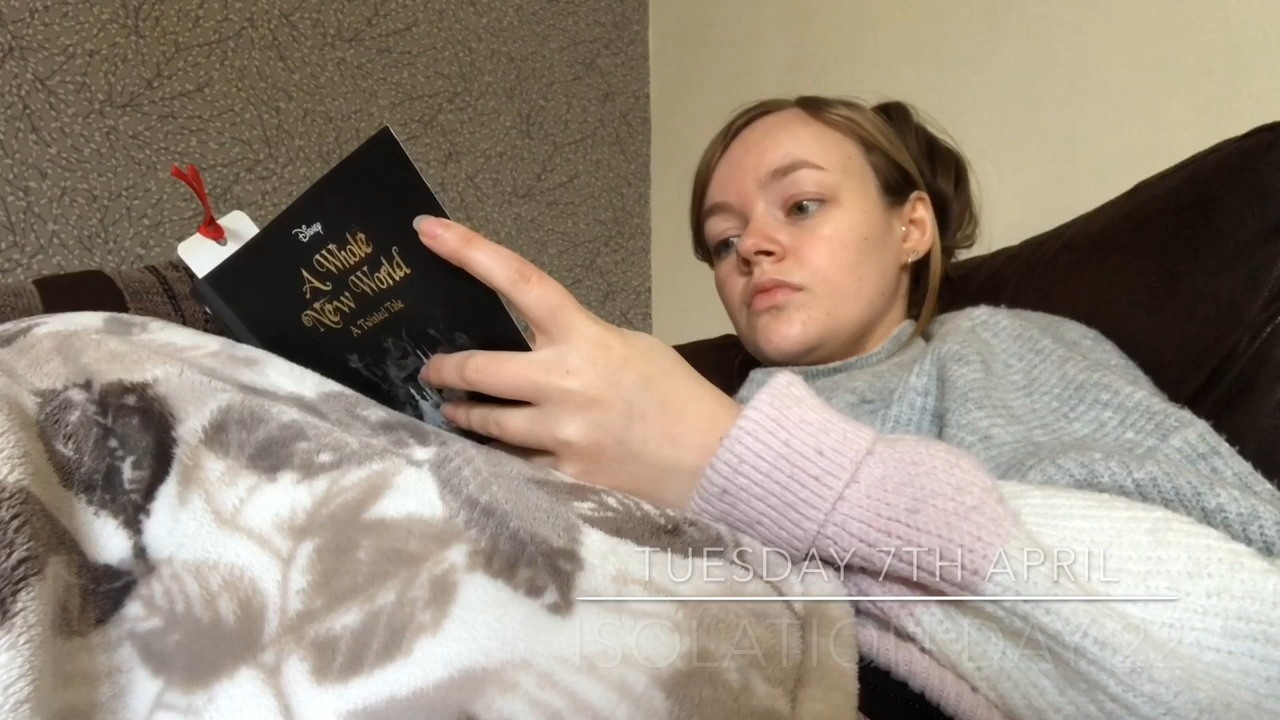 Disney
A Whole
New World
A Twisted Tale
TUESDAY 7TH APRIL
ISOLATION DAY 22